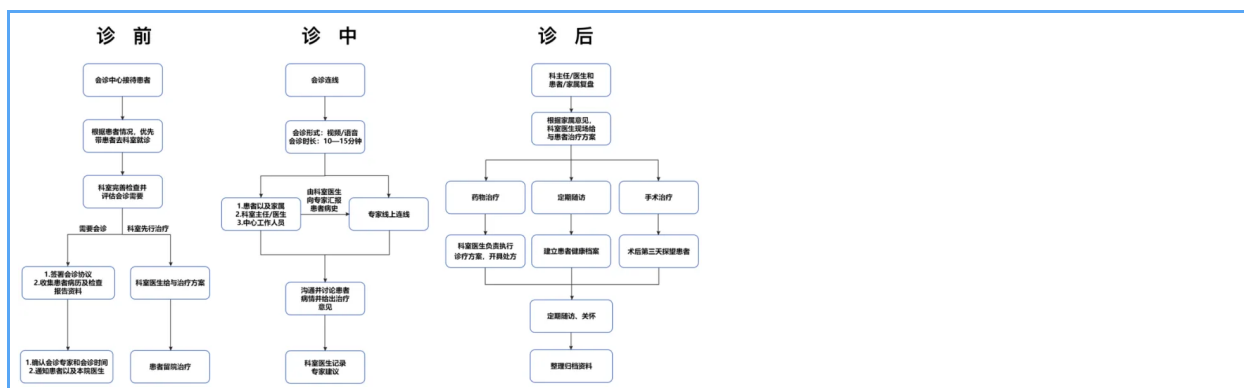 诊 前
会诊中心接待患者
根据患者情况，优先
带患者去科室就诊
科室完善检查并
评估会诊需要
需要会诊
科室先行治疗
1.签署会诊协议
2.收集患者病历及检查
报告资料
科室医生给与治疗方案
1.确认会诊专家和会诊时间
2.通知患者以及本院医生
患者留院治疗
诊 中
会诊连线
会诊形式：视频/语音
会诊时长：10—15分钟
1.患者以及家属
2.科室主任/医生
3.中心工作人员
由科室医生
向专家汇报
患者病史
专家线上连线
沟通并讨论患者
病情并给出治疗
意见
科室医生记录
专家建议
诊 后
科主任/医生和
患者/家属复盘
根据家属意见，
科室医生现场给
与患者治疗方案
药物治疗
定期随访
手术治疗
科室医生负责执行
诊疗方案，开具处方
建立患者健康档案
术后第三天探望患者
定期随访、关怀
整理归档资料